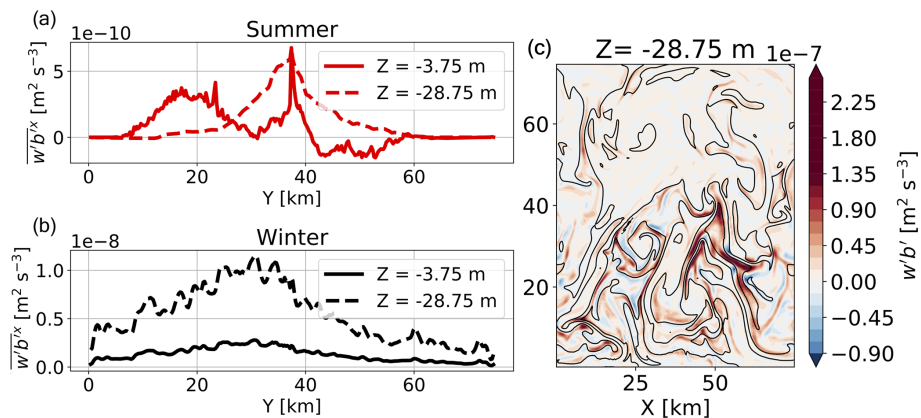 (a)
1e-10
Summer
w′b′ˣ [m² s⁻³]
5
0
Z = -3.75 m
Z = -28.75 m
0 20 40 60
Y [km]
(b)
1e-8
Winter
w′b′ˣ [m² s⁻³]
1.0
0.5
0.0
Z = -3.75 m
Z = -28.75 m
0 20 40 60
Y [km]
(c)
Z= -28.75 m
1e-7
60
40
20
25 50
X [km]
2.25
1.80
1.35
0.90
0.45
0.00
−0.45
−0.90
w′b′ [m² s⁻³]